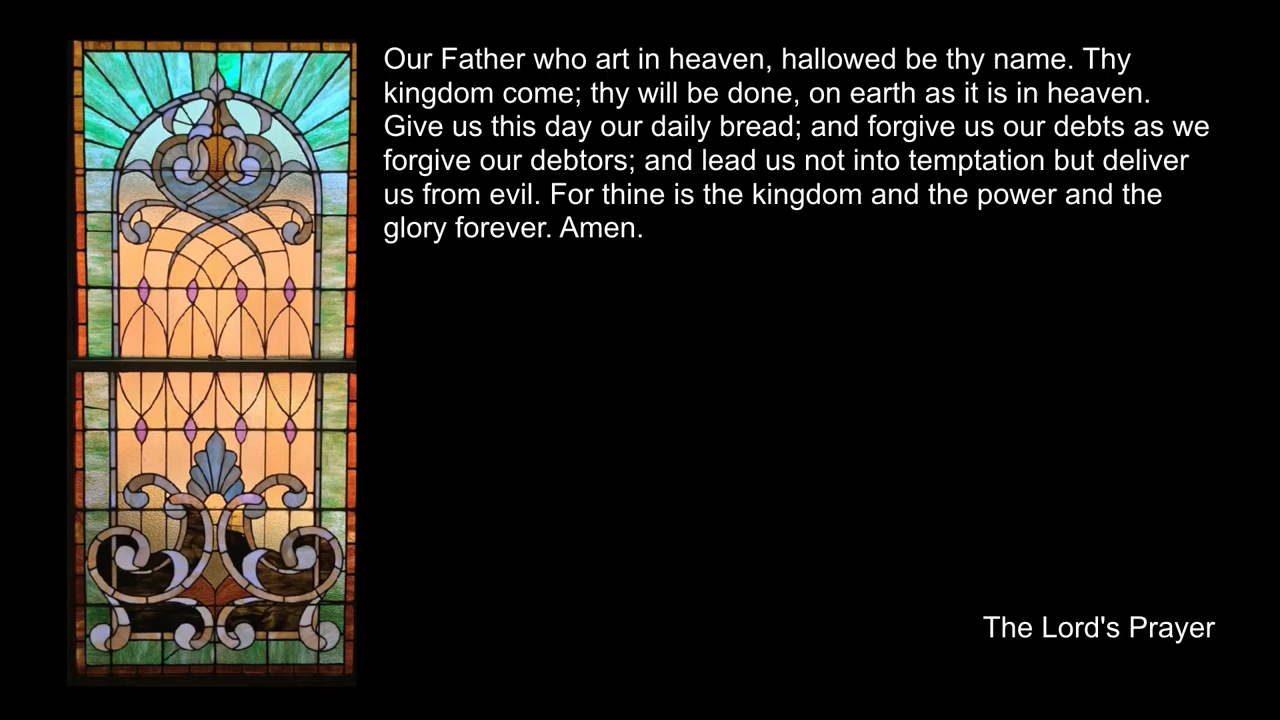 Our Father who art in heaven, hallowed be thy name. Thy
kingdom come; thy will be done, on earth as it is in heaven.
Give us this day our daily bread; and forgive us our debts as we
forgive our debtors; and lead us not into temptation but deliver
us from evil. For thine is the kingdom and the power and the
glory forever. Amen.
The Lord's Prayer